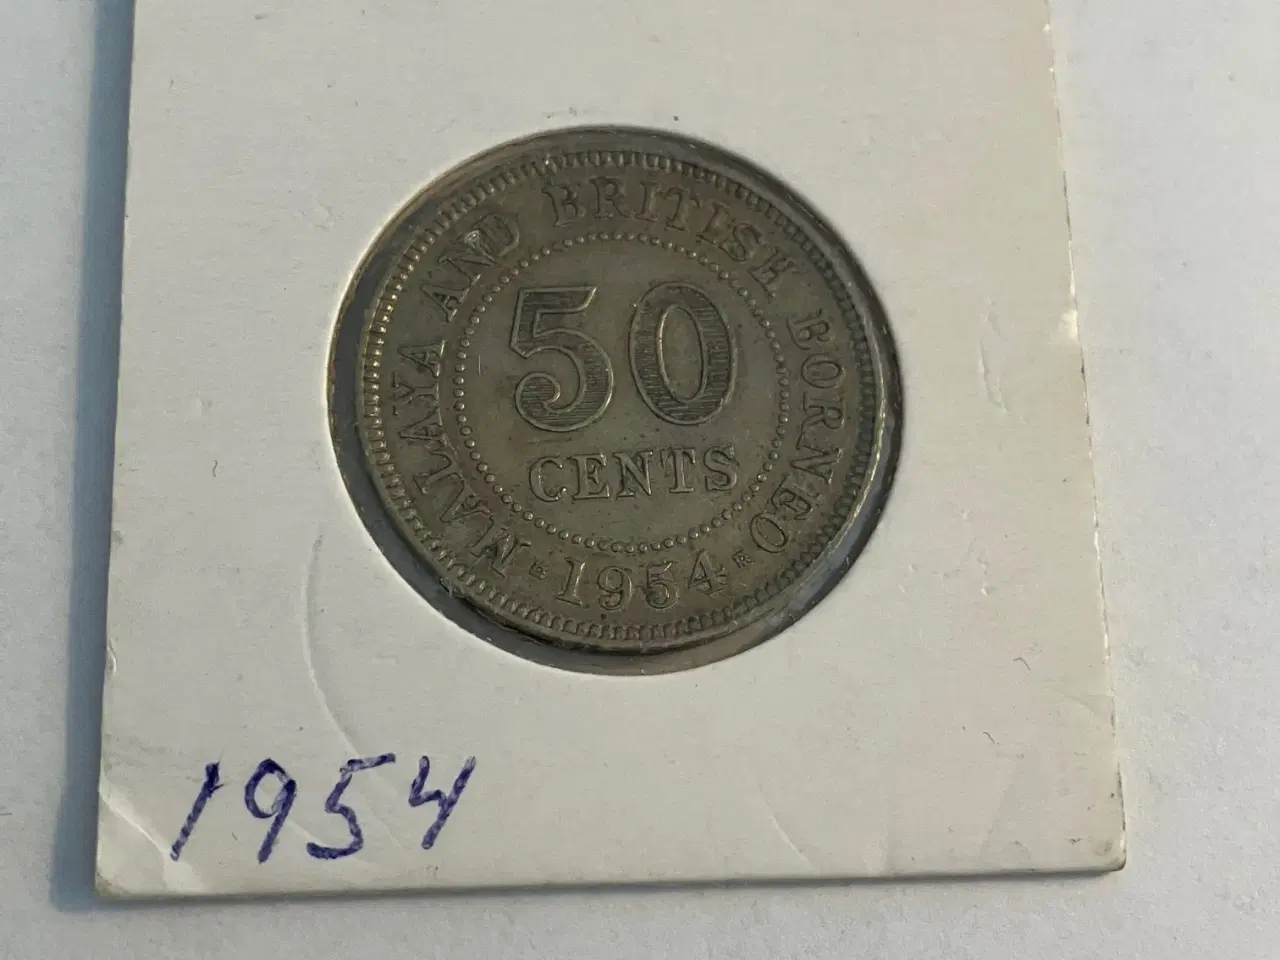 MALAYA AND BRITISH BORNEO
50
CENTS
1954
1954